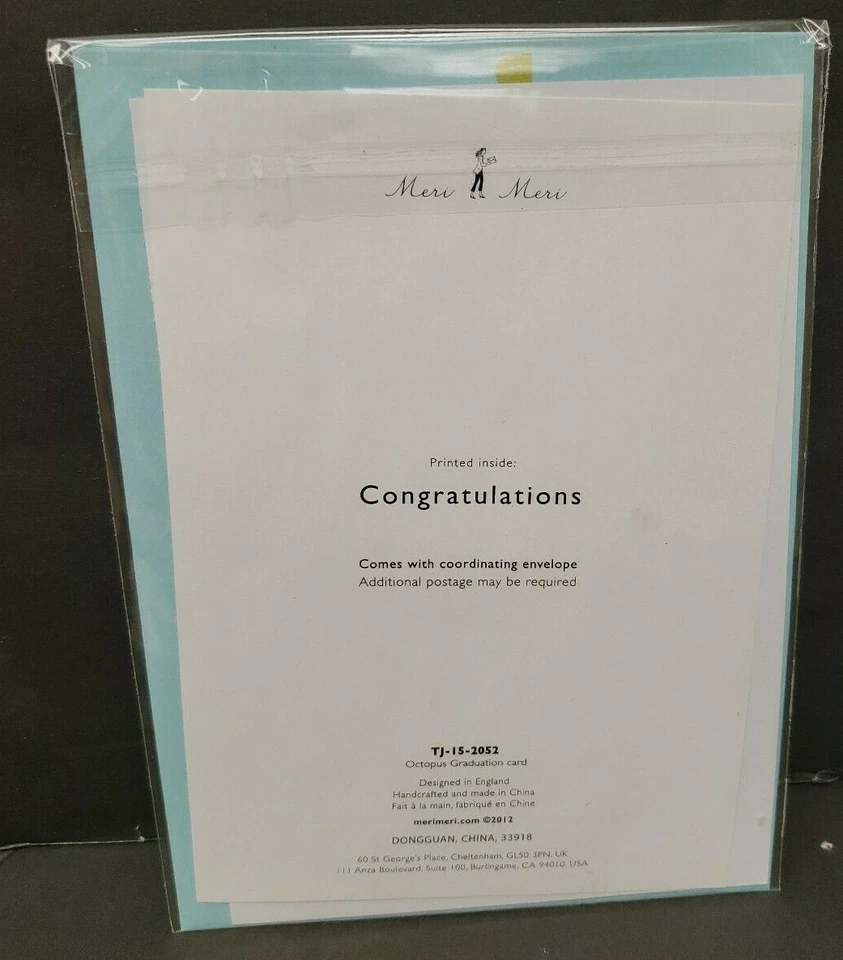 Meri Meri
Printed inside:
Congratulations
Comes with coordinating envelope
Additional postage may be required
TJ-15-2052
Octopus Graduation card
Designed in England
Handcrafted and made in China
Fait à la main, fabriqué en Chine
merimeri.com ©2012
DONGGUAN, CHINA, 33918
60 St George's Place, Cheltenham, GL50 3PN, UK
111 Anza Boulevard, Suite 100, Burlingame, CA 94010, USA